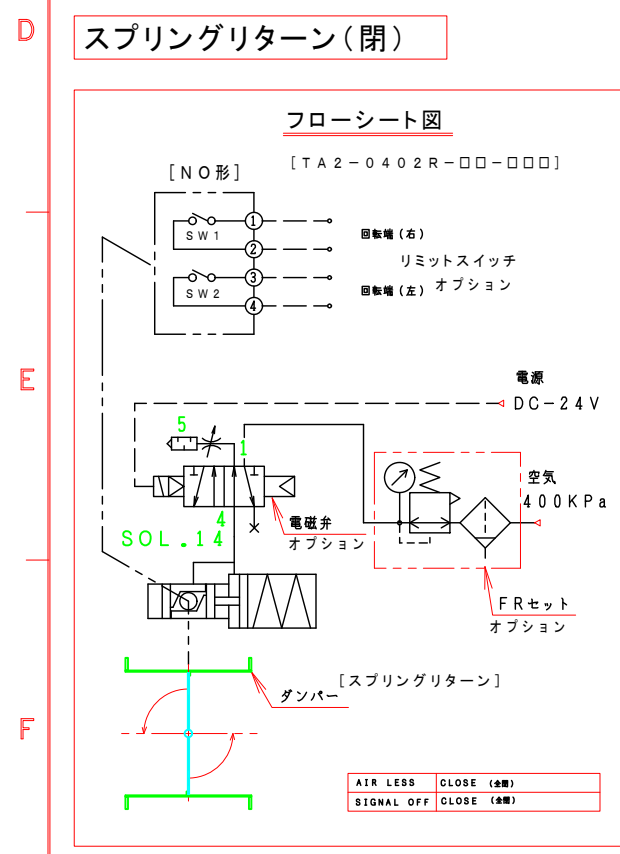 D
スプリングリターン(閉)
フローシート図
[TA2-0402R-□□-□□□]
[NO形]
SW1
1
2
回転端(右)
リミットスイッチ
オプション
SW2
3
4
回転端(左)
E
電源
DC-24V
5
1
4
SOL.14
電磁弁
オプション
空気
400KPa
FRセット
オプション
[スプリングリターン]
ダンパー
F
AIR LESS CLOSE (全閉)
SIGNAL OFF CLOSE (全閉)